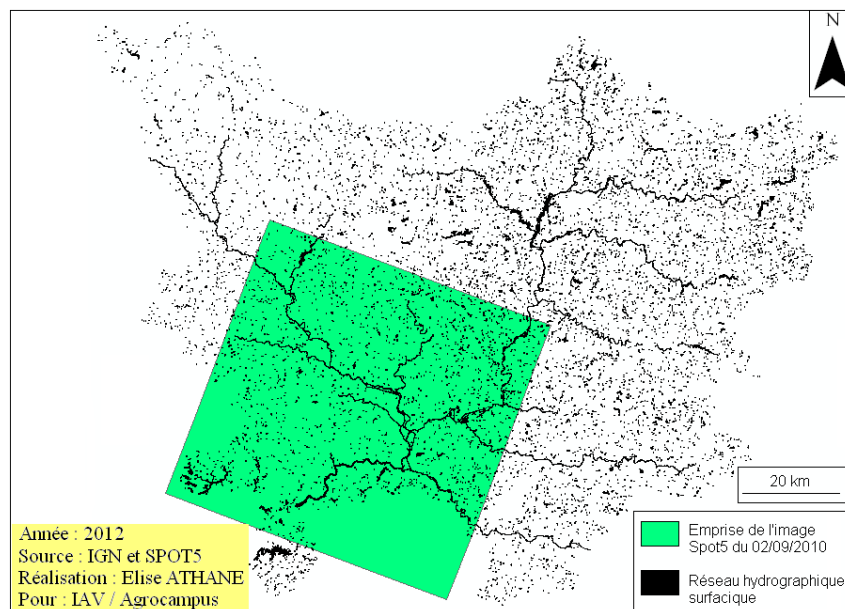 N
20 km
Année : 2012
Source : IGN et SPOT5
Réalisation : Elise ATHANE
Pour : IAV / Agrocampus
Emprise de l'image
Spot5 du 02/09/2010
Réseau hydrographique
surfacique